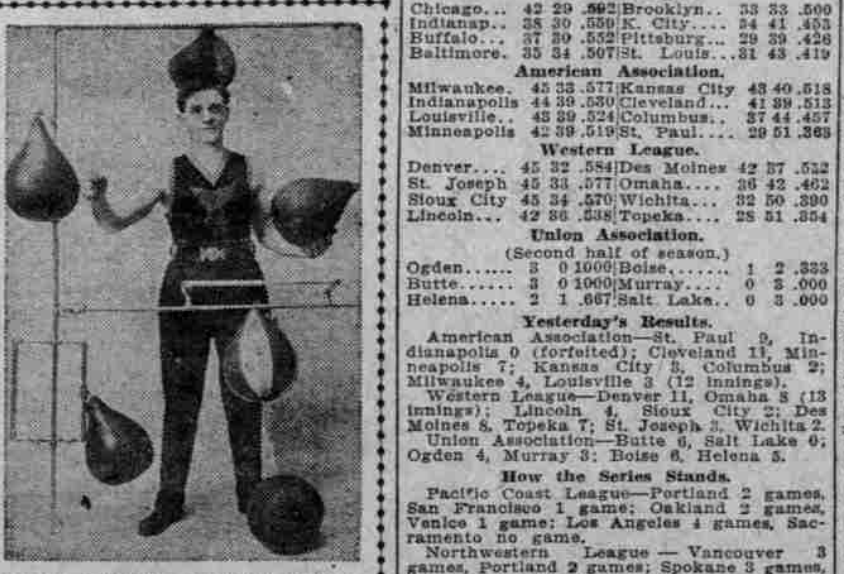 Chicago... 42 29 .592|Brooklyn.. 33 33 .500
Indianap.. 38 30 .559|K. City.... 34 41 .453
Buffalo... 37 30 .552|Pittsburg... 29 39 .426
Baltimore. 35 34 .507|St. Louis...31 43 .419
American Association.
Milwaukee. 45 33 .577|Kansas City 43 40 .518
Indianapolis 44 39 .530|Cleveland... 41 39 .513
Louisville.. 43 39 .524|Columbus.. 37 44 .457
Minneapolis 42 39 .519|St. Paul.... 29 51 .363
Western League.
Denver.... 45 32 .584|Des Moines 42 37 .532
St. Joseph 45 33 .577|Omaha.... 36 42 .462
Sioux City 45 34 .570|Wichita... 32 50 .390
Lincoln... 42 36 .538|Topeka.... 28 51 .354
Union Association.
(Second half of season.)
Ogden...... 3 0 1000|Boise....... 1 2 .333
Butte...... 3 0 1000|Murray.... 0 3 .000
Helena..... 2 1 .667|Salt Lake.. 0 3 .000
Yesterday's Results.
American Association—St. Paul 9, In-
dianapolis 0 (forfeited); Cleveland 11, Min-
neapolis 7; Kansas City 3, Columbus 2;
Milwaukee 4, Louisville 3 (12 innings).
Western League—Denver 11, Omaha 8 (13
innings); Lincoln 4, Sioux City 2; Des
Moines 8, Topeka 7; St. Joseph 3, Wichita 2.
Union Association—Butte 6, Salt Lake 0;
Ogden 4, Murray 3; Boise 6, Helena 5.
How the Series Stands.
Pacific Coast League—Portland 2 games,
San Francisco 1 game; Oakland 2 games,
Venice 1 game; Los Angeles 4 games, Sac-
ramento no game.
Northwestern League — Vancouver 3
games, Portland 2 games; Spokane 3 games,